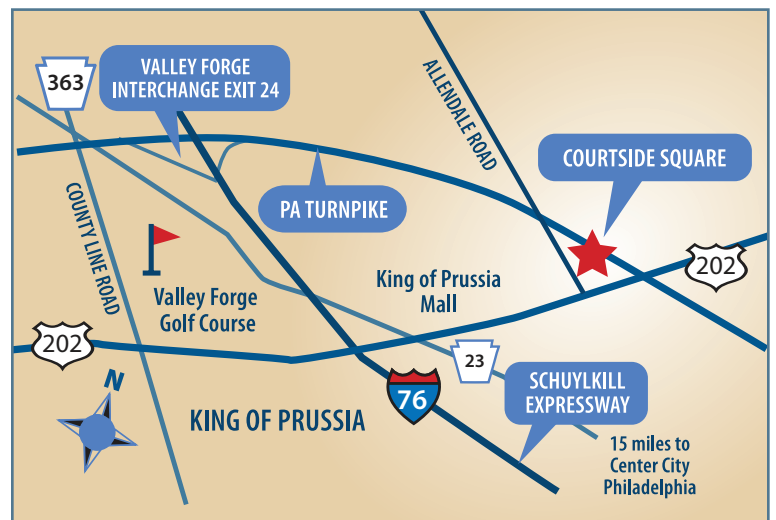 363
VALLEY FORGE
INTERCHANGE EXIT 24
ALLENDALE ROAD
COURTSIDE SQUARE
PA TURNPIKE
COUNTY LINE ROAD
202
King of Prussia
Mall
Valley Forge
Golf Course
202
23
SCHUYLKILL
EXPRESSWAY
N
76
KING OF PRUSSIA
15 miles to
Center City
Philadelphia